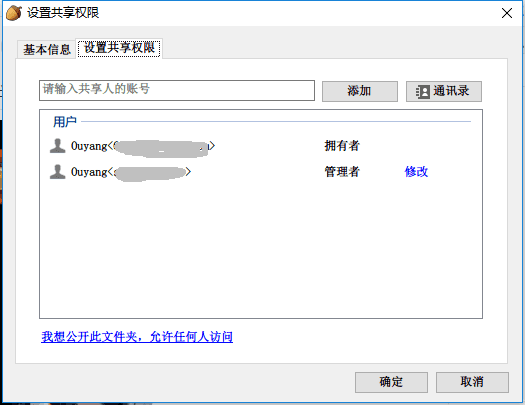 设置共享权限
基本信息 设置共享权限
请输入共享人的账号 添加 通讯录
用户
Ouyang< > 拥有者
Ouyang< > 管理者 修改
我想公开此文件夹，允许任何人访问
确定 取消